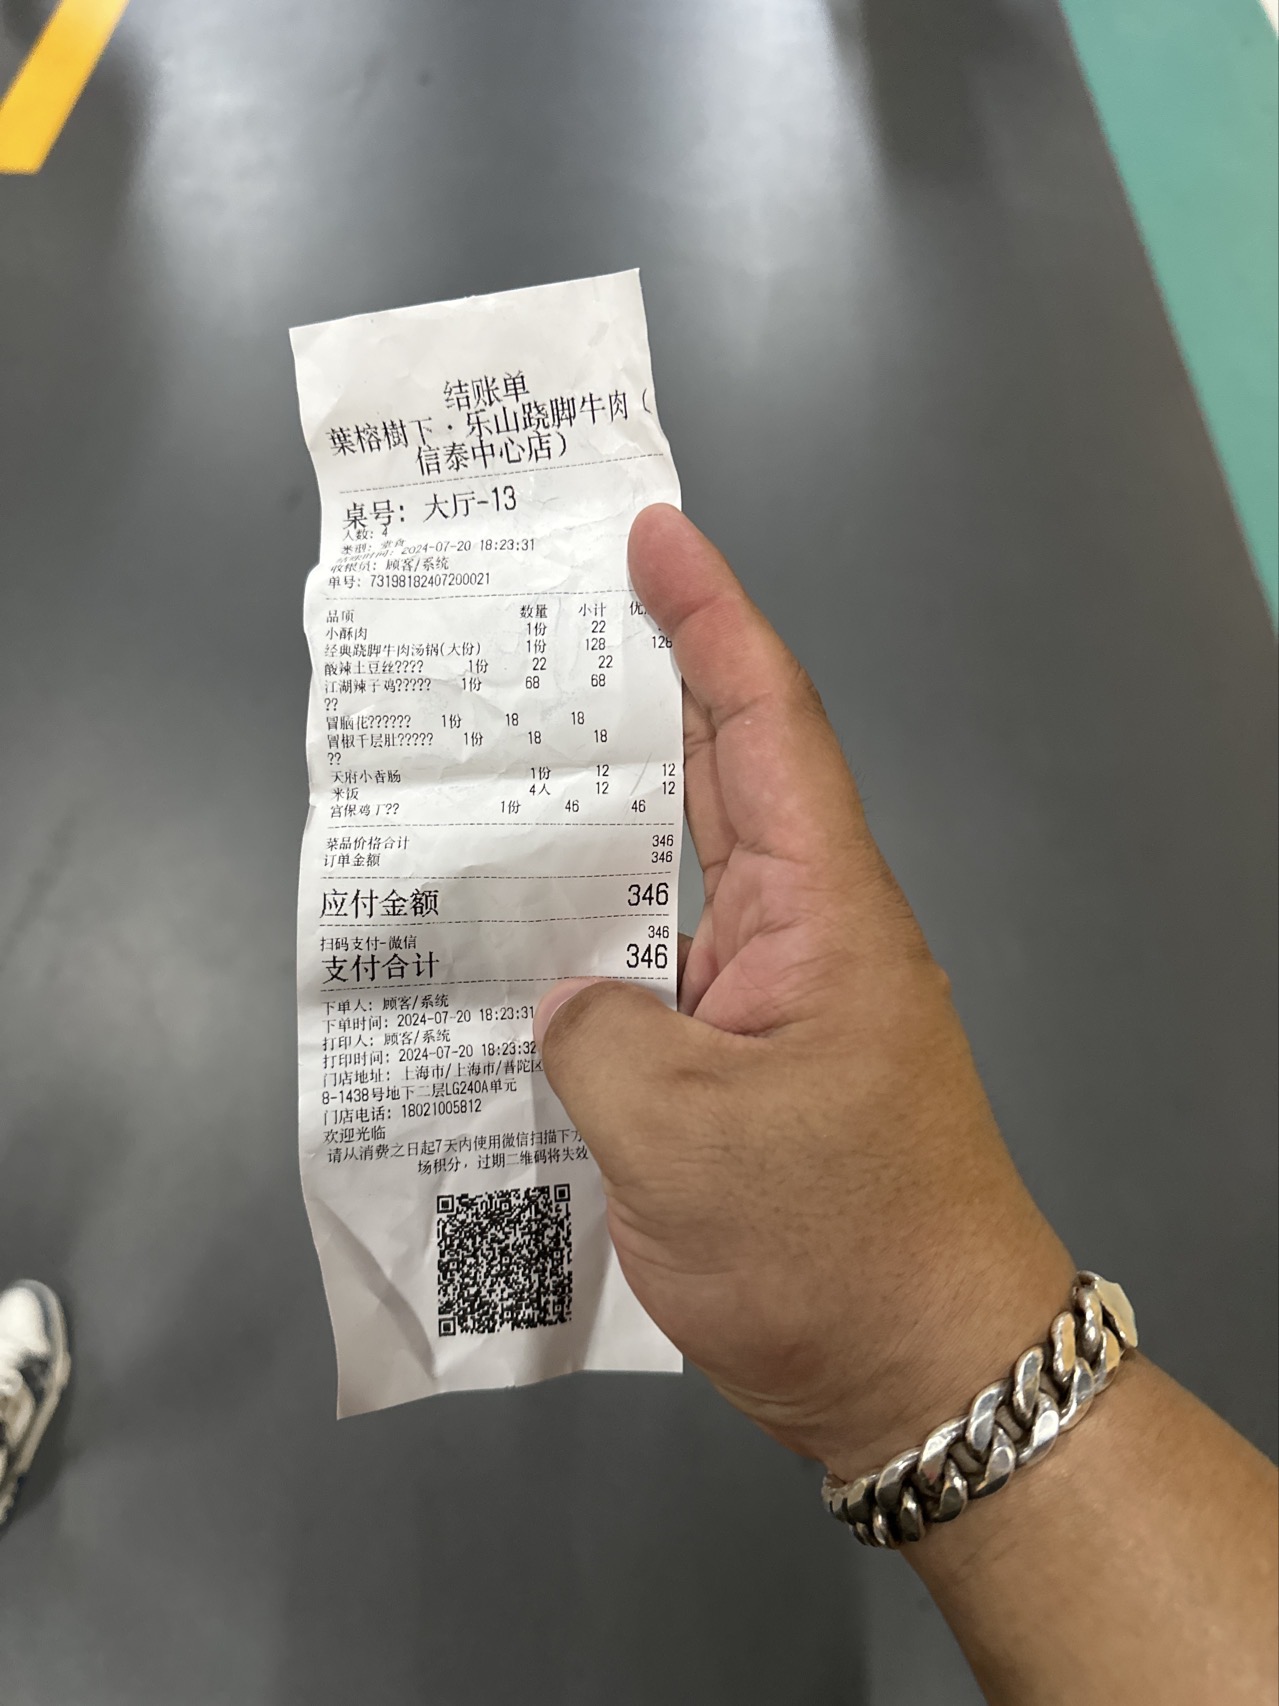 结账单
葉榕樹下·乐山跷脚牛肉（
信泰中心店）
桌号: 大厅-13
人数: 4
类型: 堂食
2024-07-20 18:23:31
收银员: 顾客/系统
单号: 73198182407200021
品项 数量 小计 优
小酥肉 1份 22
经典跷脚牛肉汤锅(大份) 1份 128 128
酸辣土豆丝???? 1份 22 22
江湖辣子鸡????? 1份 68 68
??
冒脑花?????? 1份 18 18
冒椒千层肚????? 1份 18 18
??
天府小香肠 1份 12 12
米饭 4人 12 12
宫保鸡丁?? 1份 46 46
菜品价格合计 346
订单金额 346
应付金额 346
扫码支付-微信 346
支付合计 346
下单人: 顾客/系统
下单时间: 2024-07-20 18:23:31
打印人: 顾客/系统
打印时间: 2024-07-20 18:23:32
门店地址: 上海市/上海市/普陀区
8-1438号地下二层LG240A单元
门店电话: 18021005812
欢迎光临
请从消费之日起7天内使用微信扫描下方
场积分，过期二维码将失效